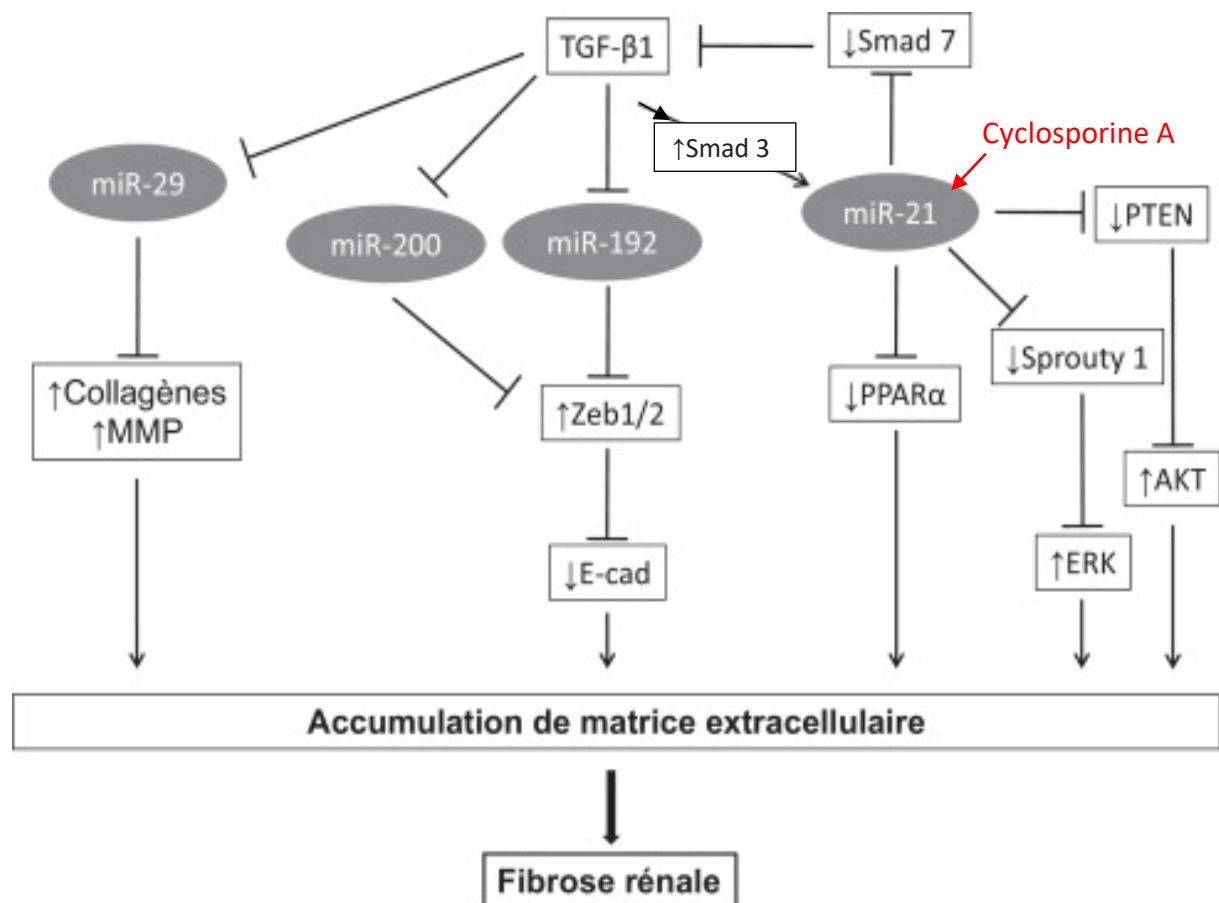 TGF-β1
↓Smad 7
↑Smad 3
Cyclosporine A
miR-29
miR-200
miR-192
miR-21
↓PTEN
↑Collagènes
↑MMP
↑Zeb1/2
↓PPARα
↓Sprouty 1
↑AKT
↓E-cad
↑ERK
Accumulation de matrice extracellulaire
Fibrose rénale